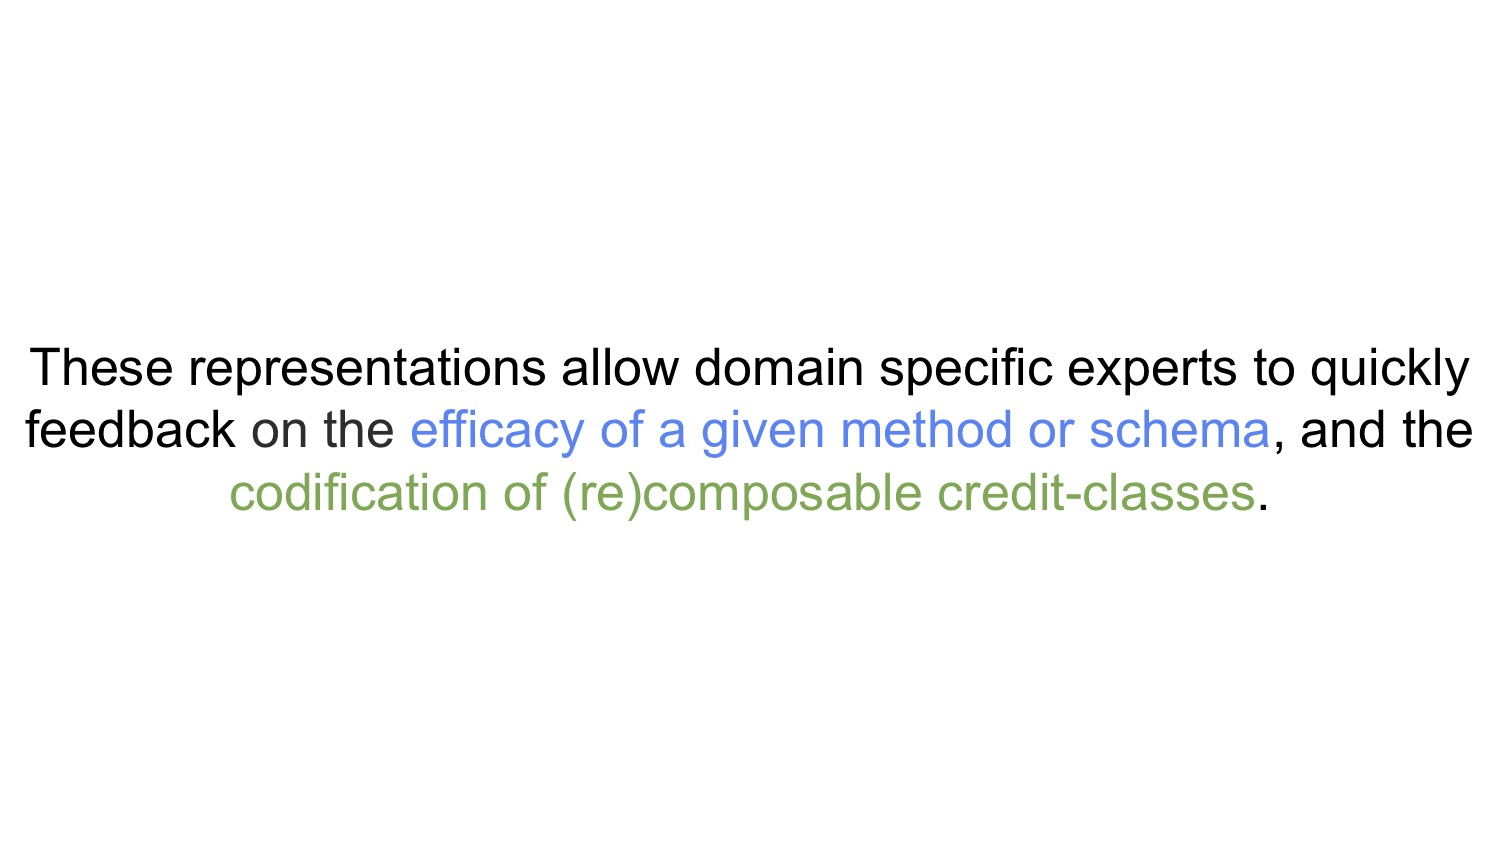 These representations allow domain specific experts to quickly
feedback on the efficacy of a given method or schema, and the
codification of (re)composable credit-classes.